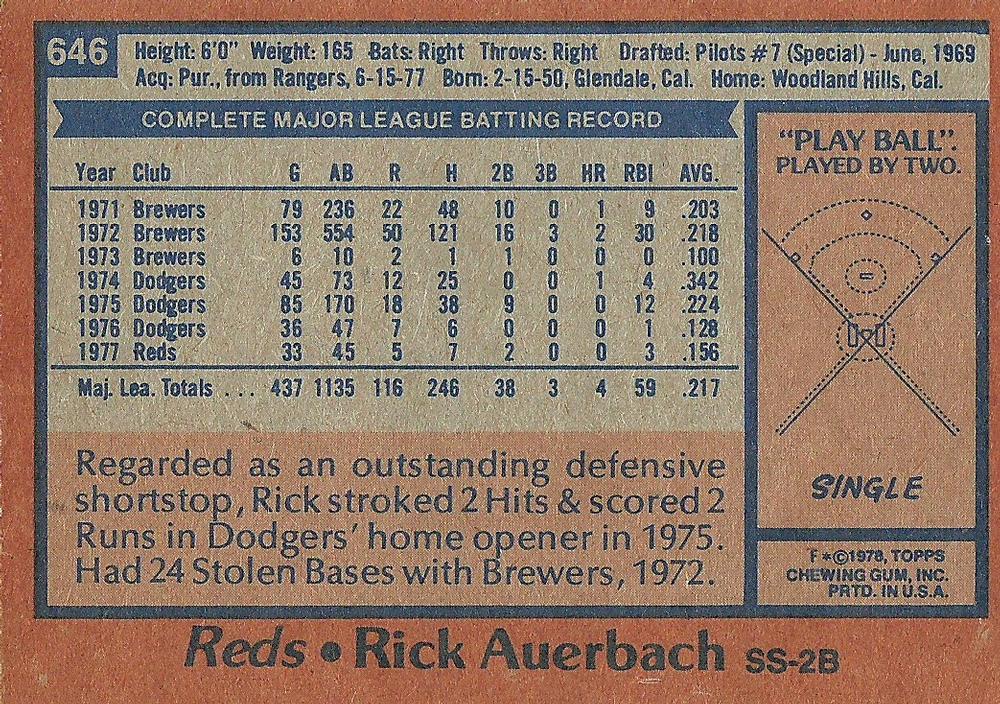 646
Height: 6'0" Weight: 165 Bats: Right Throws: Right Drafted: Pilots #7 (Special) - June, 1969
Acq: Pur., from Rangers, 6-15-77 Born: 2-15-50, Glendale, Cal. Home: Woodland Hills, Cal.
COMPLETE MAJOR LEAGUE BATTING RECORD
Year Club G AB R H 2B 3B HR RBI AVG.
1971 Brewers 79 236 22 48 10 0 1 9 .203
1972 Brewers 153 554 50 121 16 3 2 30 .218
1973 Brewers 6 10 2 1 1 0 0 0 .100
1974 Dodgers 45 73 12 25 0 0 1 4 .342
1975 Dodgers 85 170 18 38 9 0 0 12 .224
1976 Dodgers 36 47 7 6 0 0 0 1 .128
1977 Reds 33 45 5 7 2 0 0 3 .156
Maj. Lea. Totals . . . 437 1135 116 246 38 3 4 59 .217
Regarded as an outstanding defensive
shortstop, Rick stroked 2 Hits & scored 2
Runs in Dodgers' home opener in 1975.
Had 24 Stolen Bases with Brewers, 1972.
"PLAY BALL".
PLAYED BY TWO.
SINGLE
F *©1978, TOPPS
CHEWING GUM, INC.
PRTD. IN U.S.A.
Reds • Rick Auerbach SS-2B